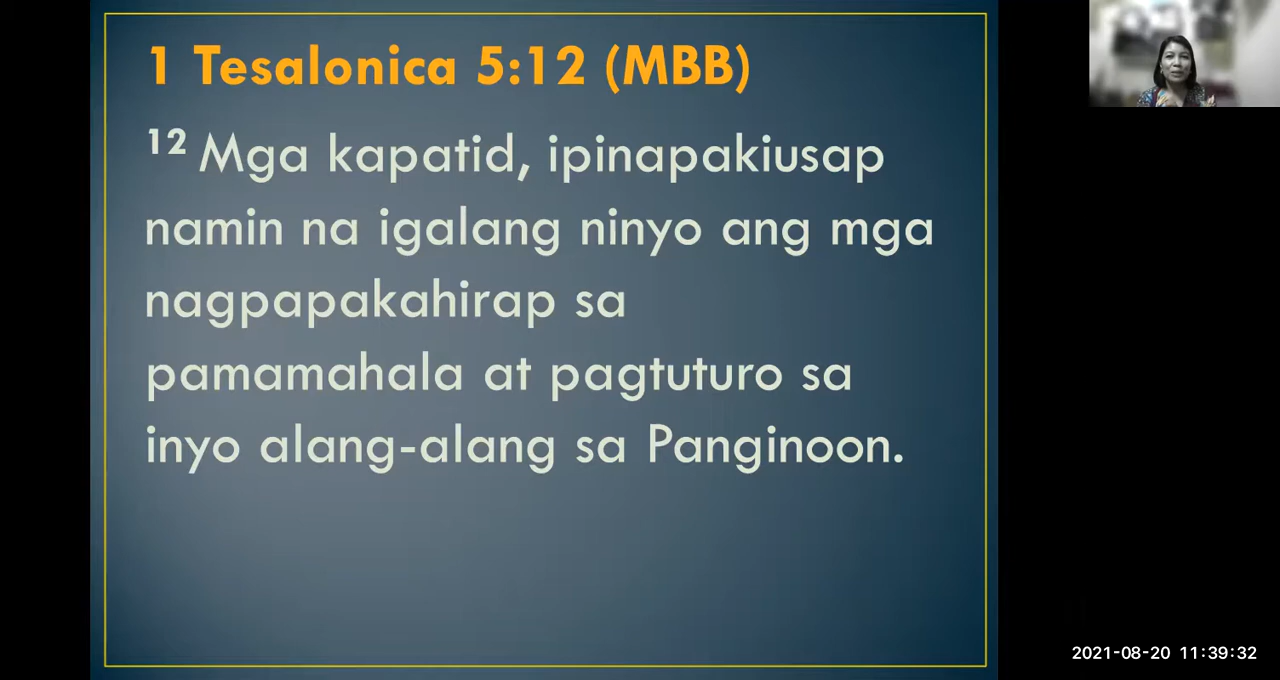 1 Tesalonica 5:12 (MBB)
12 Mga kapatid, ipinapakiusap
namin na igalang ninyo ang mga
nagpapakahirap sa
pamamahala at pagtuturo sa
inyo alang-alang sa Panginoon.
2021-08-20 11:39:32